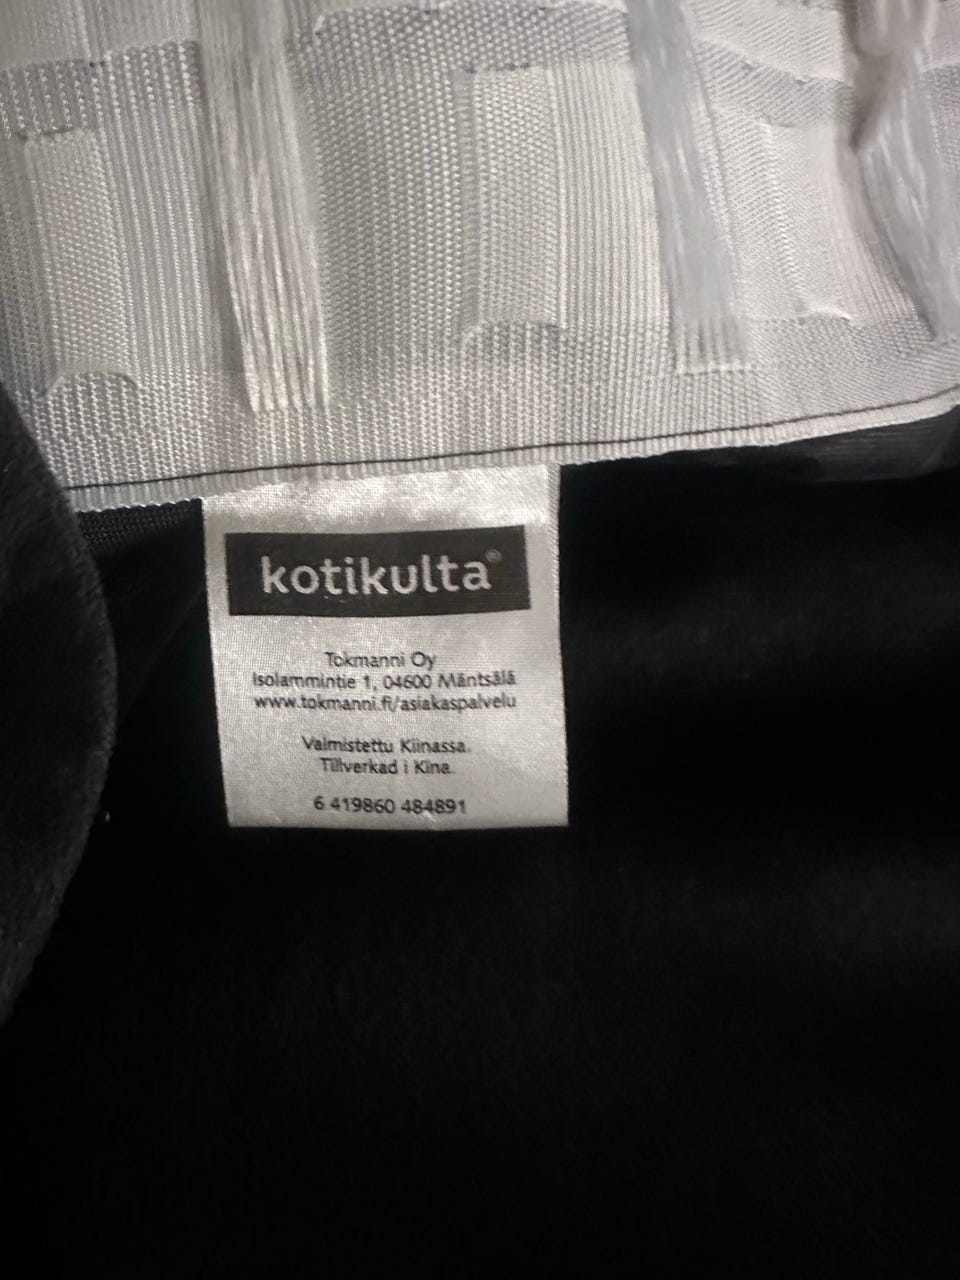 kotikulta®
Tokmanni Oy
Isolammintie 1, 04600 Mäntsälä
www.tokmanni.fi/asiakaspalvelu
Valmistettu Kiinassa.
Tillverkad i Kina.
6 419860 484891